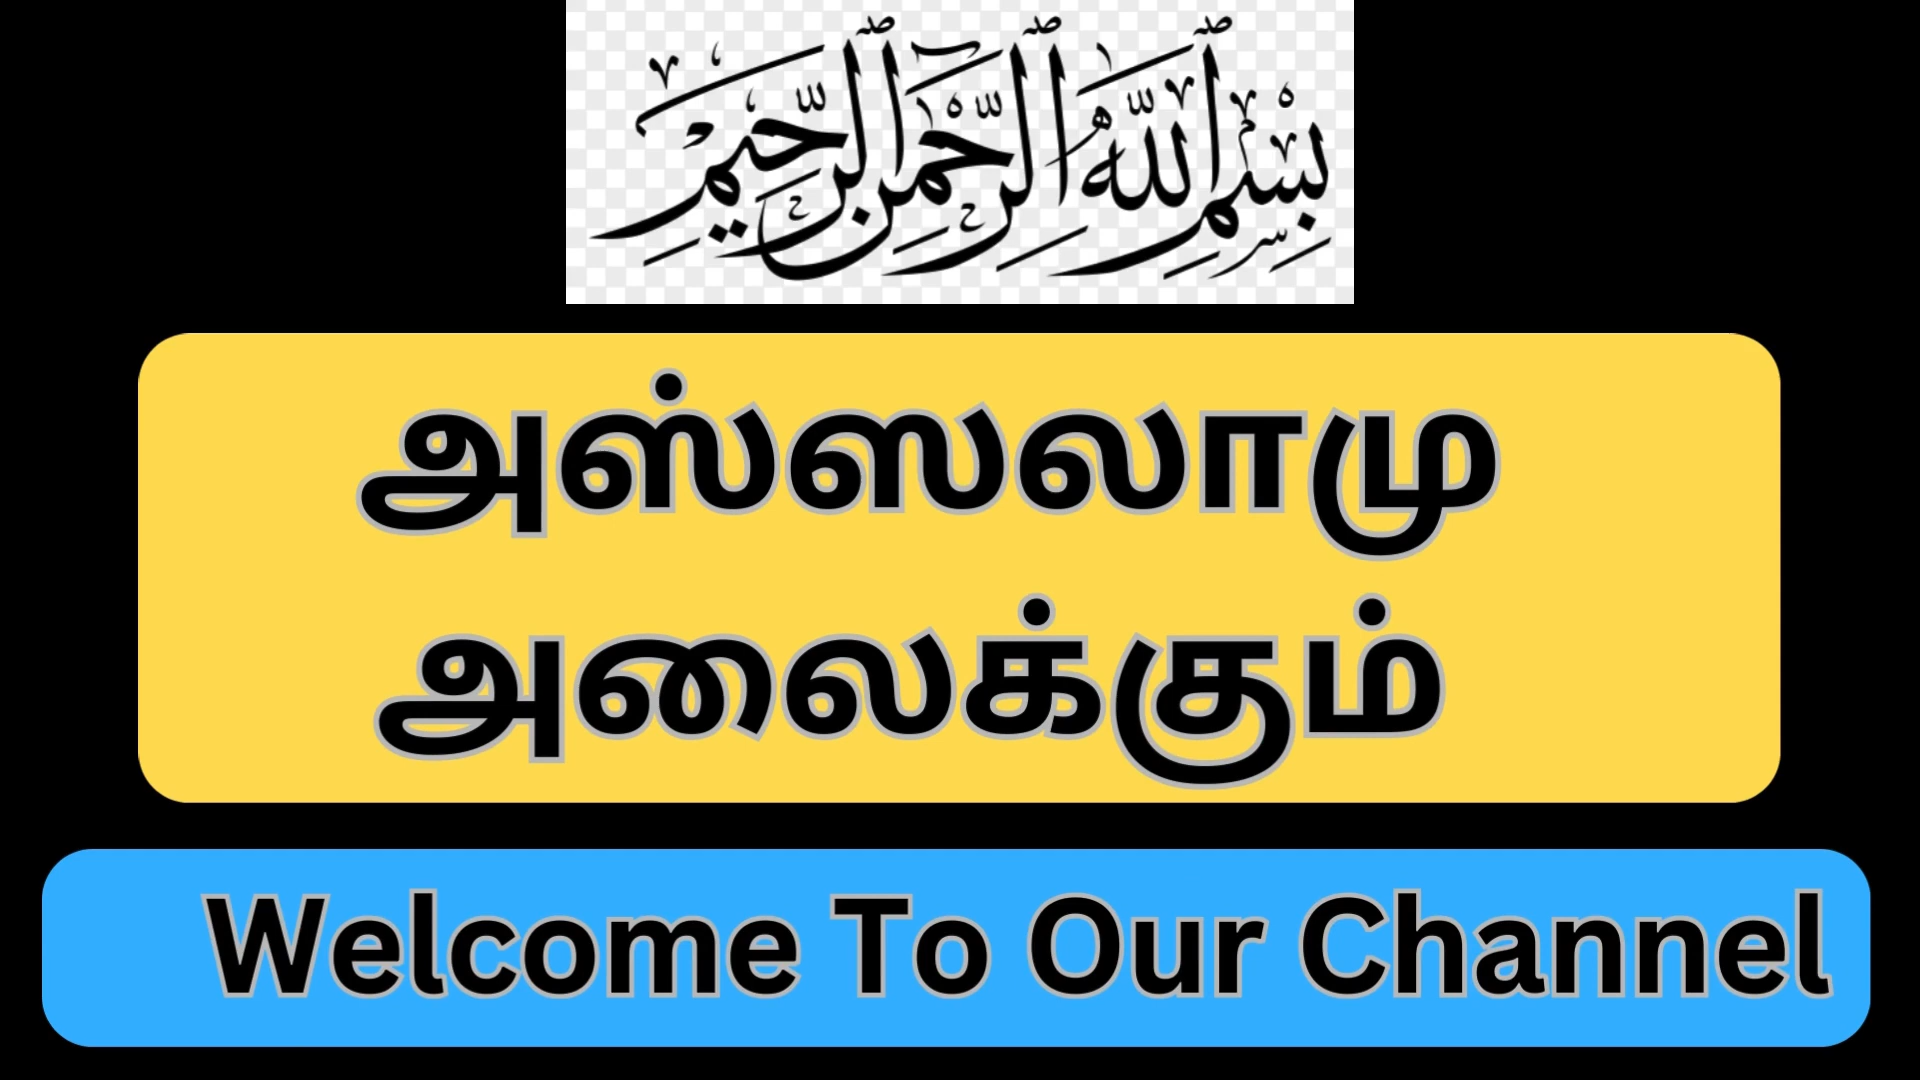 بِسْمِ ٱللَّهِ ٱلرَّحْمَٰنِ ٱلرَّحِيمِ
அஸ்ஸலாமு
அலைக்கும்
Welcome To Our Channel